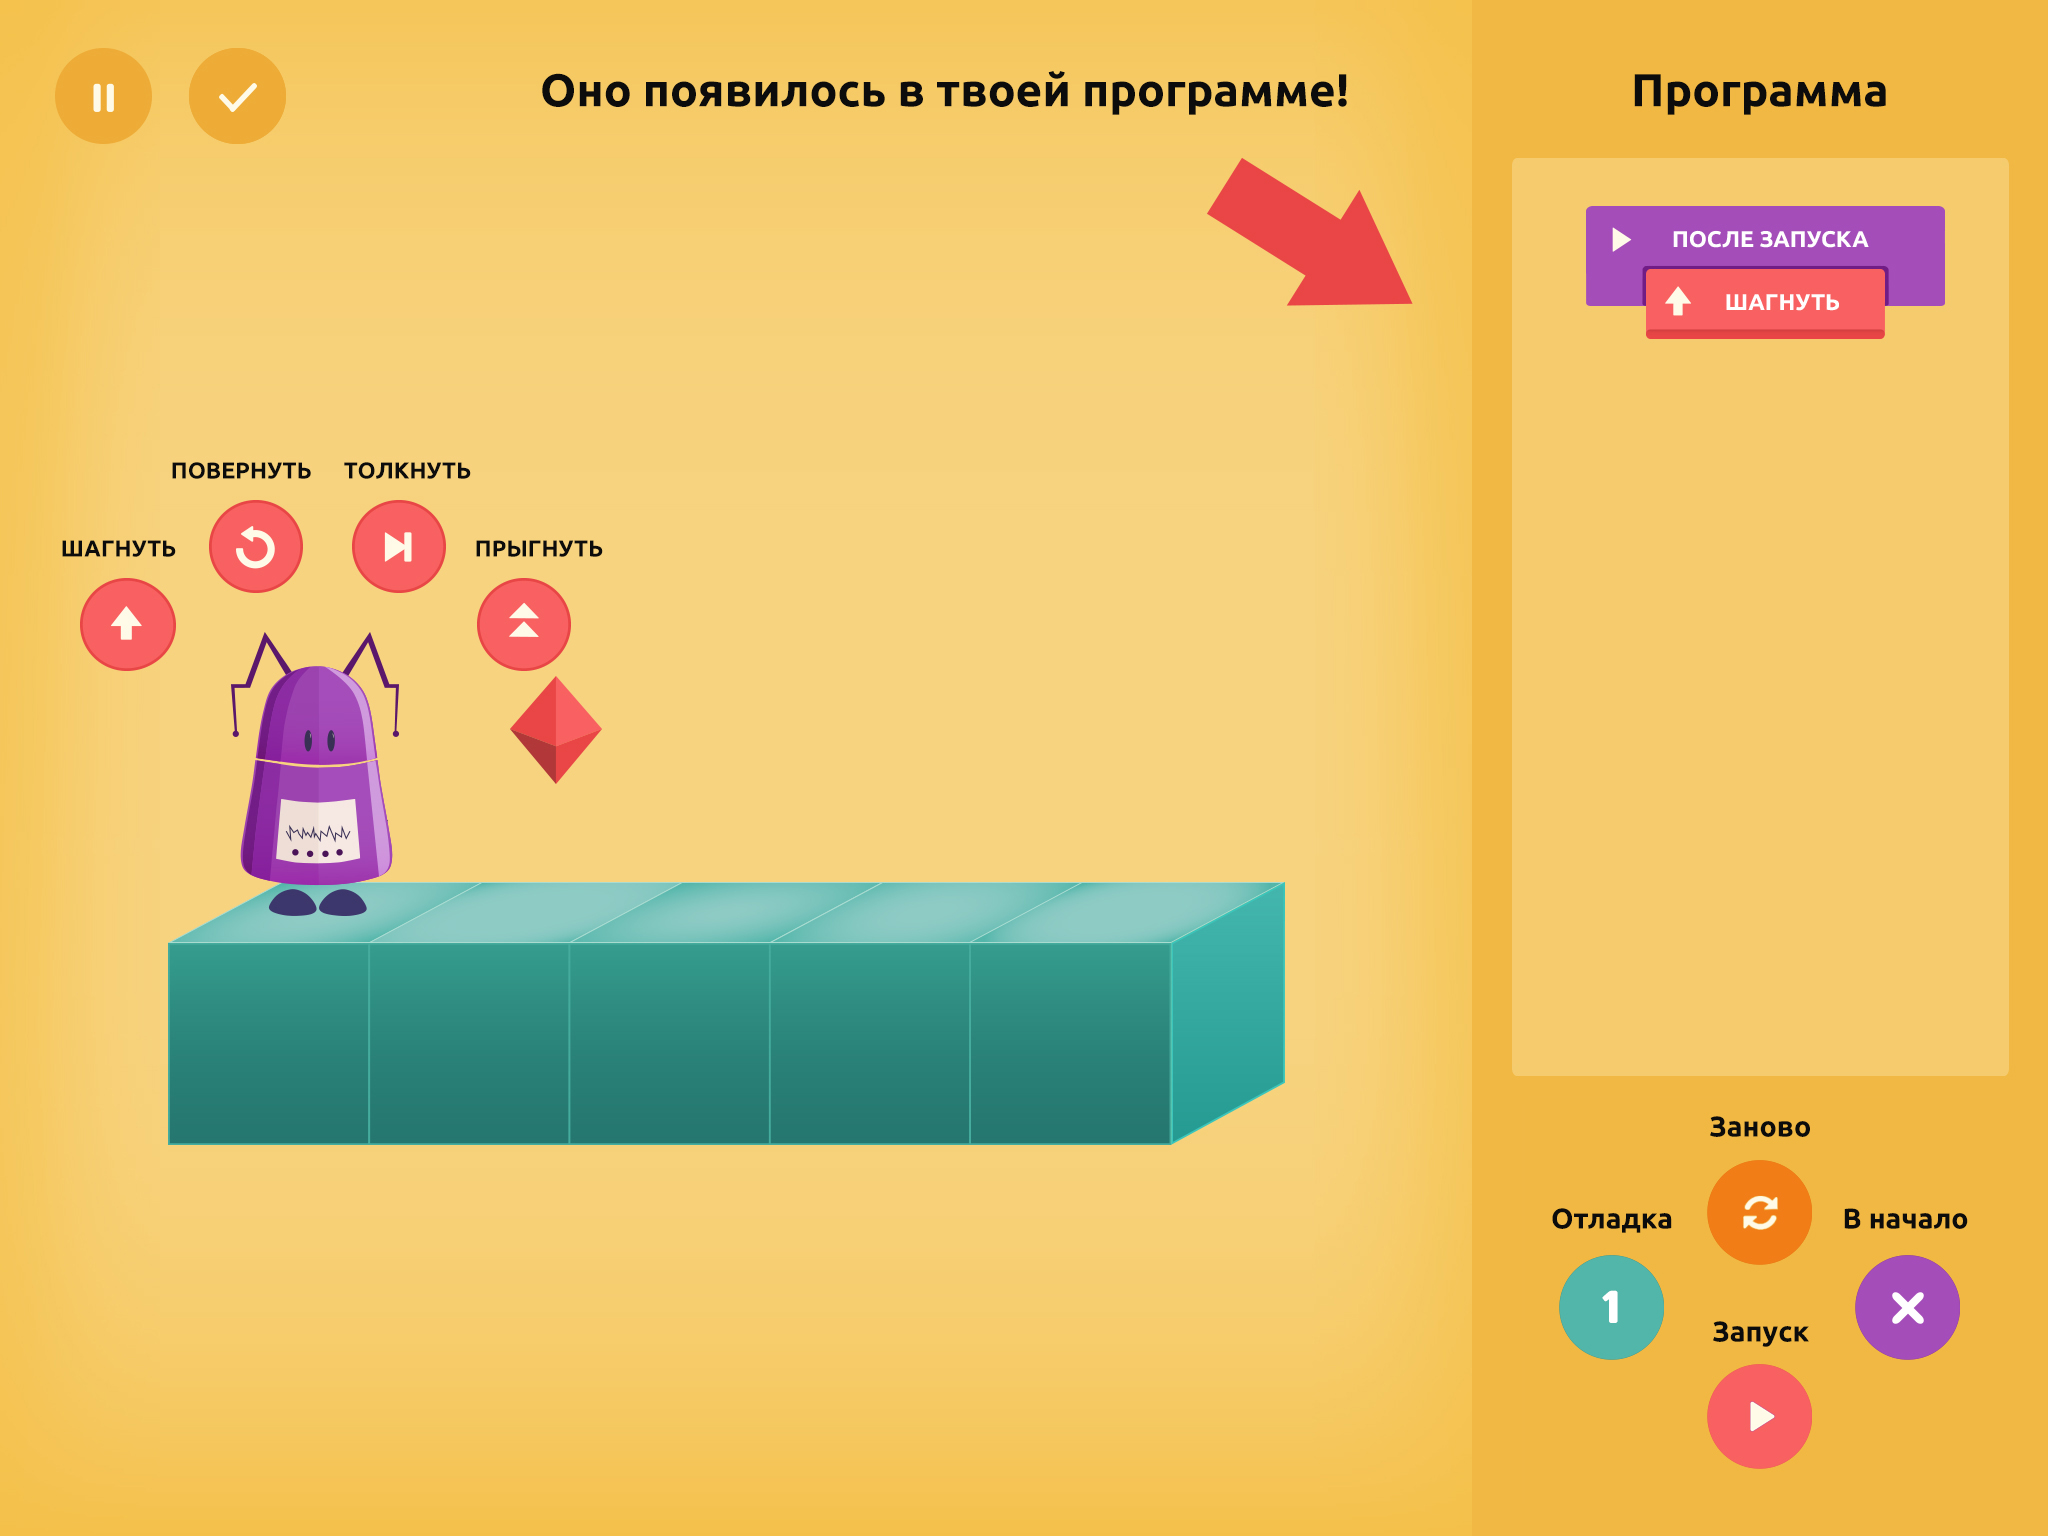 Оно появилось в твоей программе!
Программа
ПОСЛЕ ЗАПУСКА
ШАГНУТЬ
ПОВЕРНУТЬ
ТОЛКНУТЬ
ШАГНУТЬ
ПРЫГНУТЬ
Заново
Отладка
В начало
1
Запуск